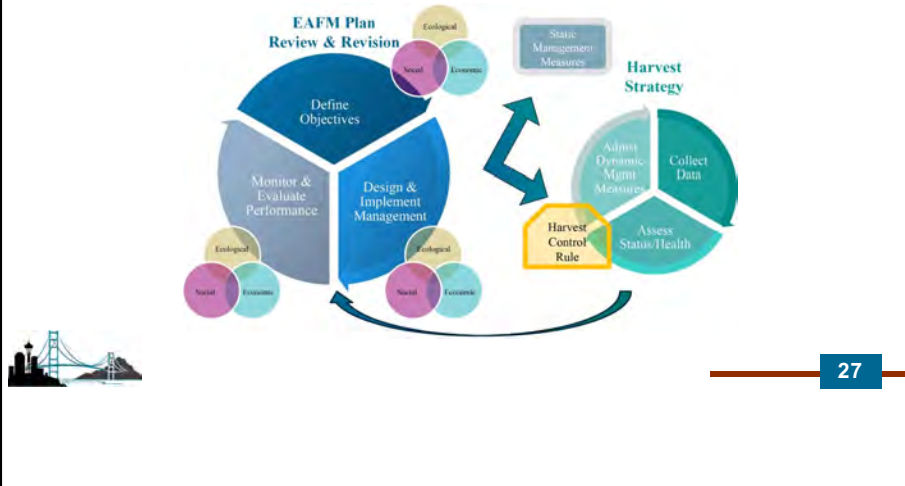 EAFM Plan
Review & Revision
Ecological
Social
Economic
Static
Management
Measures
Harvest
Strategy
Define
Objectives
Monitor &
Evaluate
Performance
Design &
Implement
Management
Adjust
Dynamic
Mgmt
Measures
Collect
Data
Harvest
Control
Rule
Assess
Status/Health
Ecological
Social
Economic
Ecological
Social
Economic
27